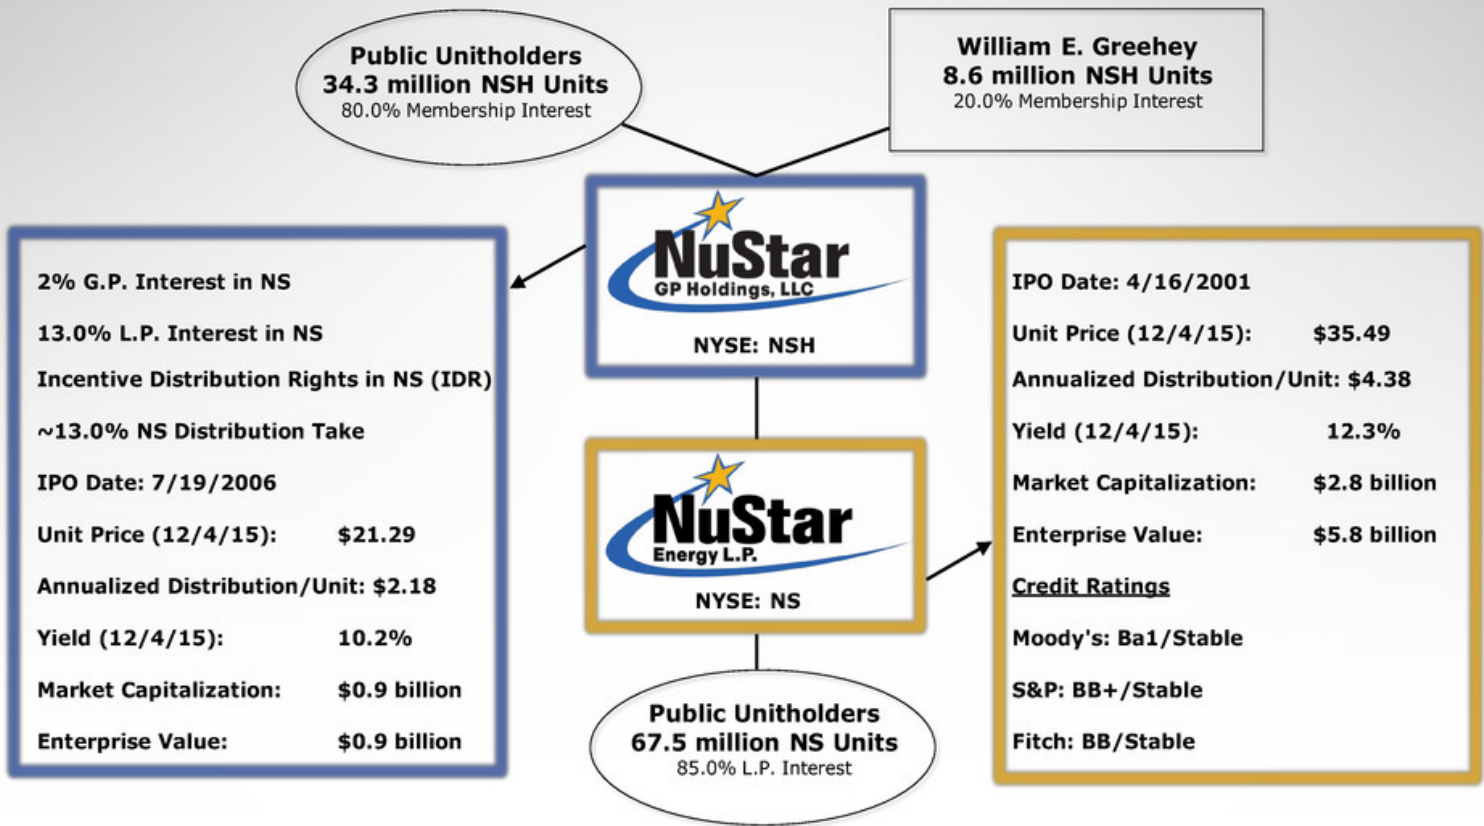 Public Unitholders
34.3 million NSH Units
80.0% Membership Interest
William E. Greehey
8.6 million NSH Units
20.0% Membership Interest
NuStar
GP Holdings, LLC
NYSE: NSH
2% G.P. Interest in NS
13.0% L.P. Interest in NS
Incentive Distribution Rights in NS (IDR)
~13.0% NS Distribution Take
IPO Date: 7/19/2006
Unit Price (12/4/15): $21.29
Annualized Distribution/Unit: $2.18
Yield (12/4/15): 10.2%
Market Capitalization: $0.9 billion
Enterprise Value: $0.9 billion
NuStar
Energy L.P.
NYSE: NS
Public Unitholders
67.5 million NS Units
85.0% L.P. Interest
IPO Date: 4/16/2001
Unit Price (12/4/15): $35.49
Annualized Distribution/Unit: $4.38
Yield (12/4/15): 12.3%
Market Capitalization: $2.8 billion
Enterprise Value: $5.8 billion
Credit Ratings
Moody's: Ba1/Stable
S&P: BB+/Stable
Fitch: BB/Stable